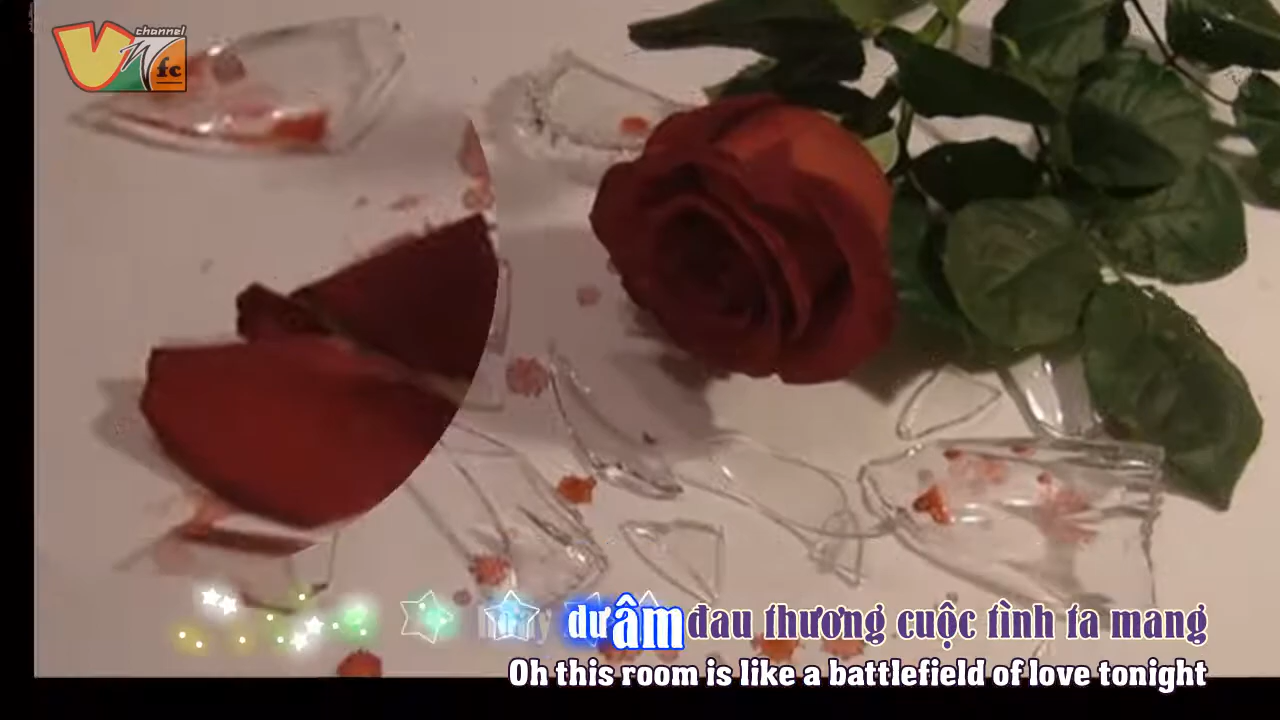 channel
VN fc
dư âm đau thương cuộc tình ta mang
Oh this room is like a battlefield of love tonight